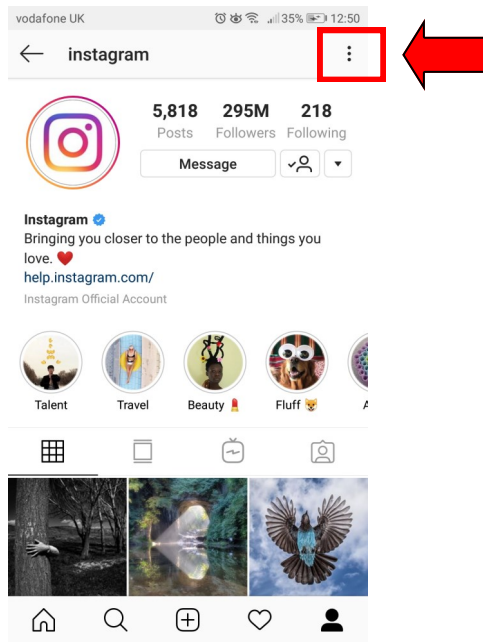 vodafone UK 35% 12:50
instagram
5,818 295M 218
Posts Followers Following
Message
Instagram
Bringing you closer to the people and things you
love. ❤️
help.instagram.com/
Instagram Official Account
Talent Travel Beauty 💄 Fluff 🐯 A